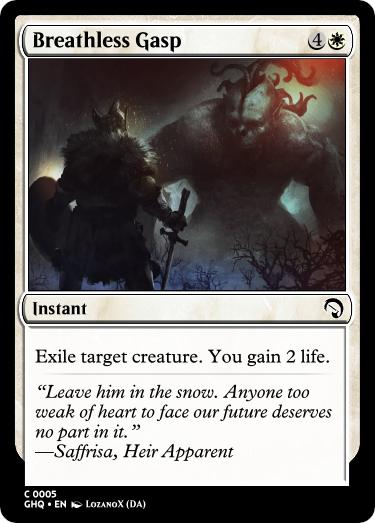 Breathless Gasp 4
Instant
Exile target creature. You gain 2 life.
“Leave him in the snow. Anyone too
weak of heart to face our future deserves
no part in it.”
—Saffrisa, Heir Apparent
C 0005
GHQ • EN LozanoX (DA)